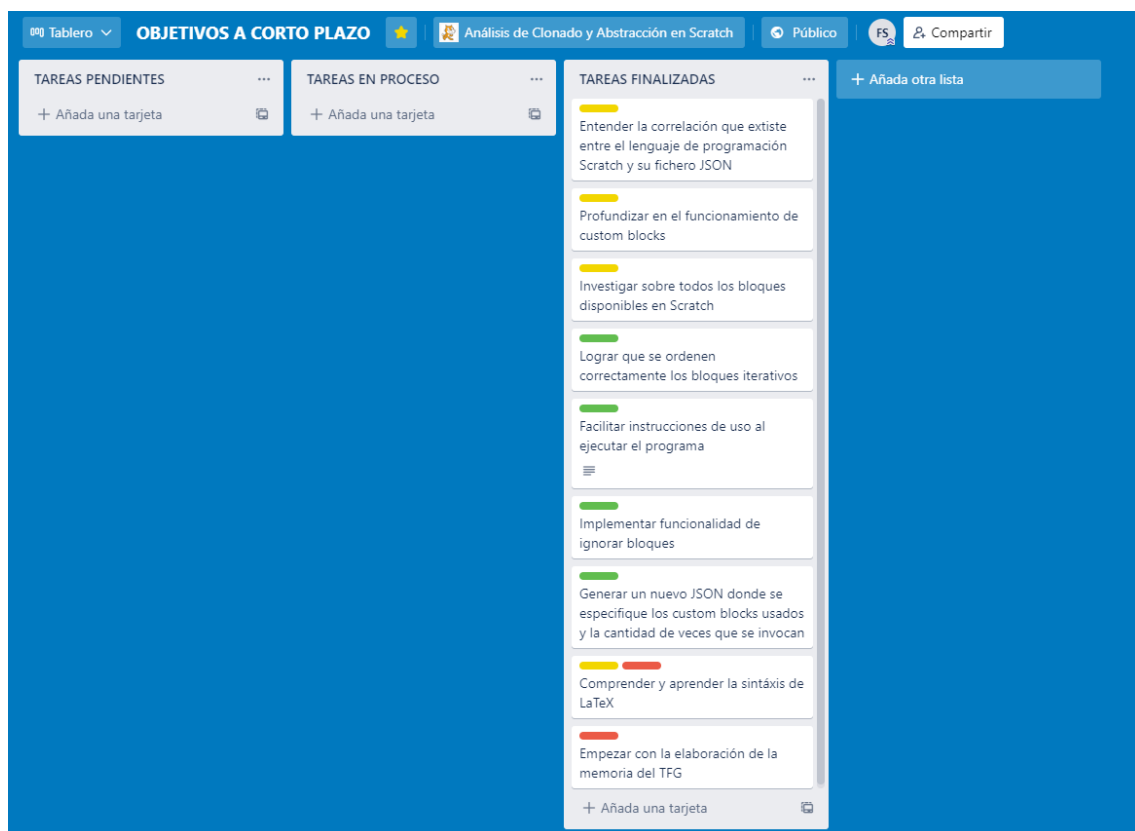 Tablero
OBJETIVOS A CORTO PLAZO
Análisis de Clonado y Abstracción en Scratch
Público
FS
Compartir
TAREAS PENDIENTES
+ Añada una tarjeta
TAREAS EN PROCESO
+ Añada una tarjeta
TAREAS FINALIZADAS
Entender la correlación que extiste
entre el lenguaje de programación
Scratch y su fichero JSON
Profundizar en el funcionamiento de
custom blocks
Investigar sobre todos los bloques
disponibles en Scratch
Lograr que se ordenen
correctamente los bloques iterativos
Facilitar instrucciones de uso al
ejecutar el programa
Implementar funcionalidad de
ignorar bloques
Generar un nuevo JSON donde se
especifique los custom blocks usados
y la cantidad de veces que se invocan
Comprender y aprender la sintáxis de
LaTeX
Empezar con la elaboración de la
memoria del TFG
+ Añada una tarjeta
+ Añada otra lista